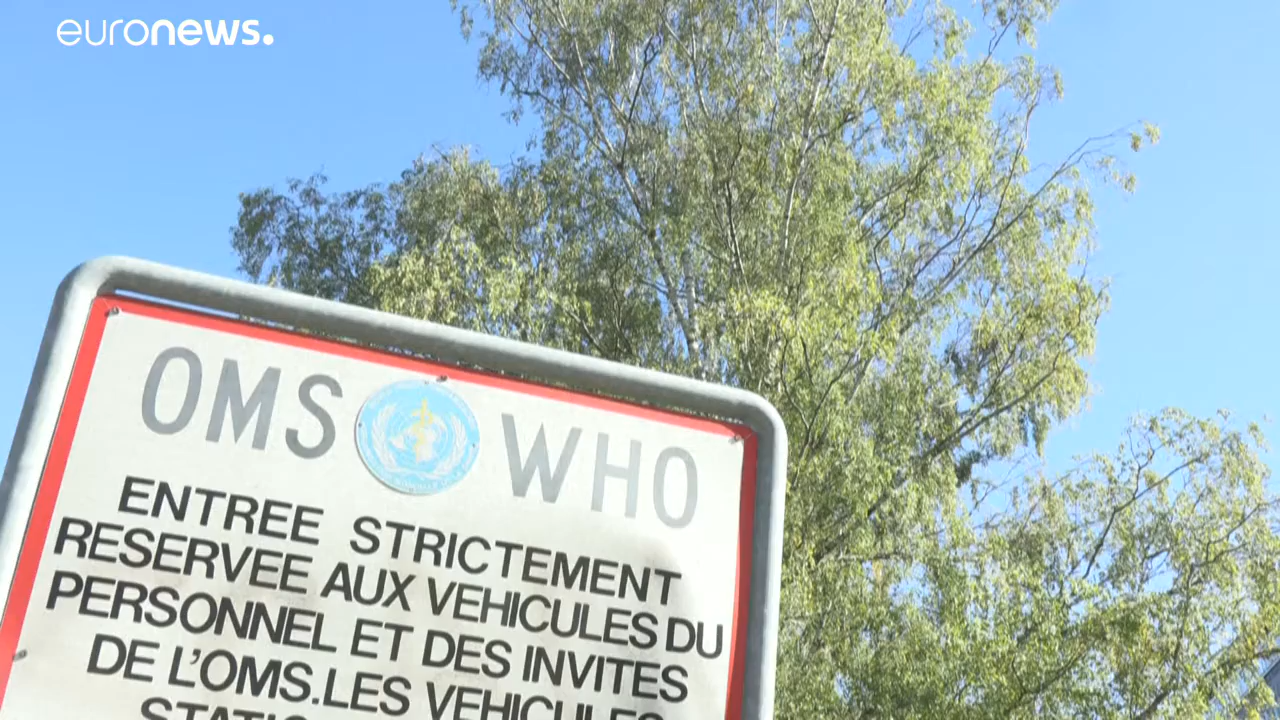 euronews.
OMS WHO
ENTREE STRICTEMENT
RESERVEE AUX VEHICULES DU
PERSONNEL ET DES INVITES
DE L'OMS.LES VEHICULES